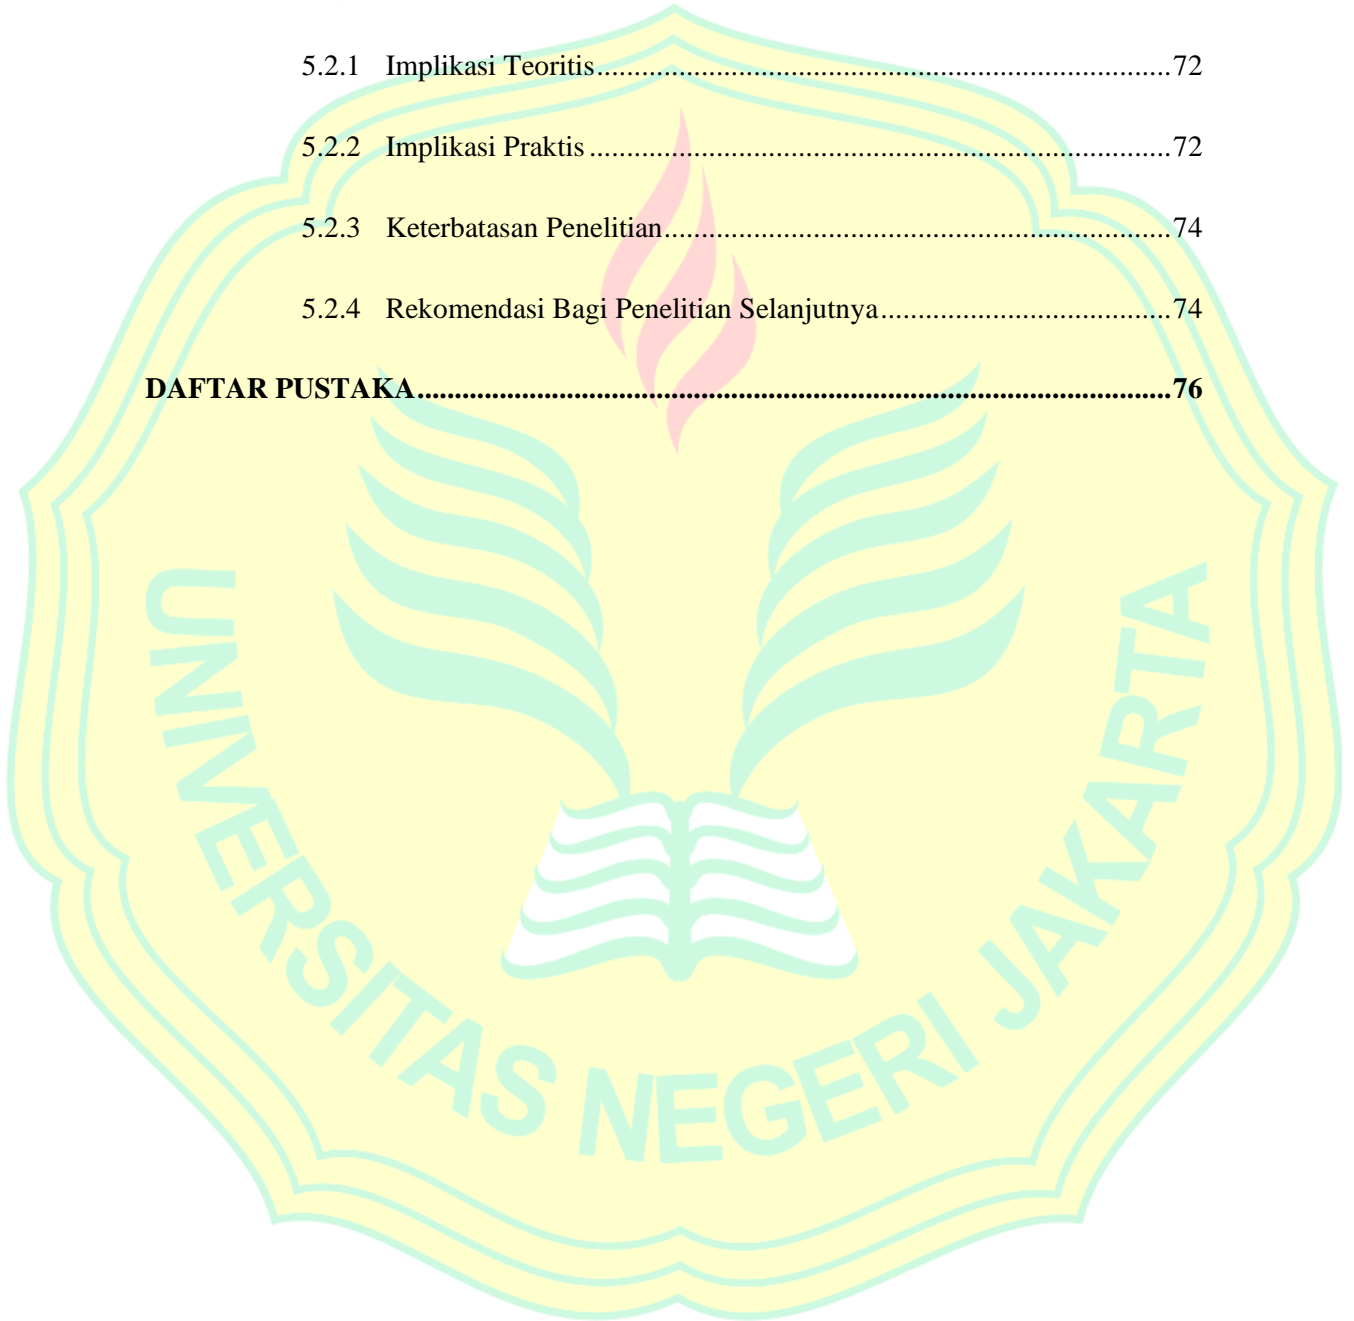 5.2.1 Implikasi Teoritis.............................................................................72
5.2.2 Implikasi Praktis..............................................................................72
5.2.3 Keterbatasan Penelitian....................................................................74
5.2.4 Rekomendasi Bagi Penelitian Selanjutnya.......................................74
DAFTAR PUSTAKA....................................................................................................76
UNIVERSITAS NEGERI JAKARTA